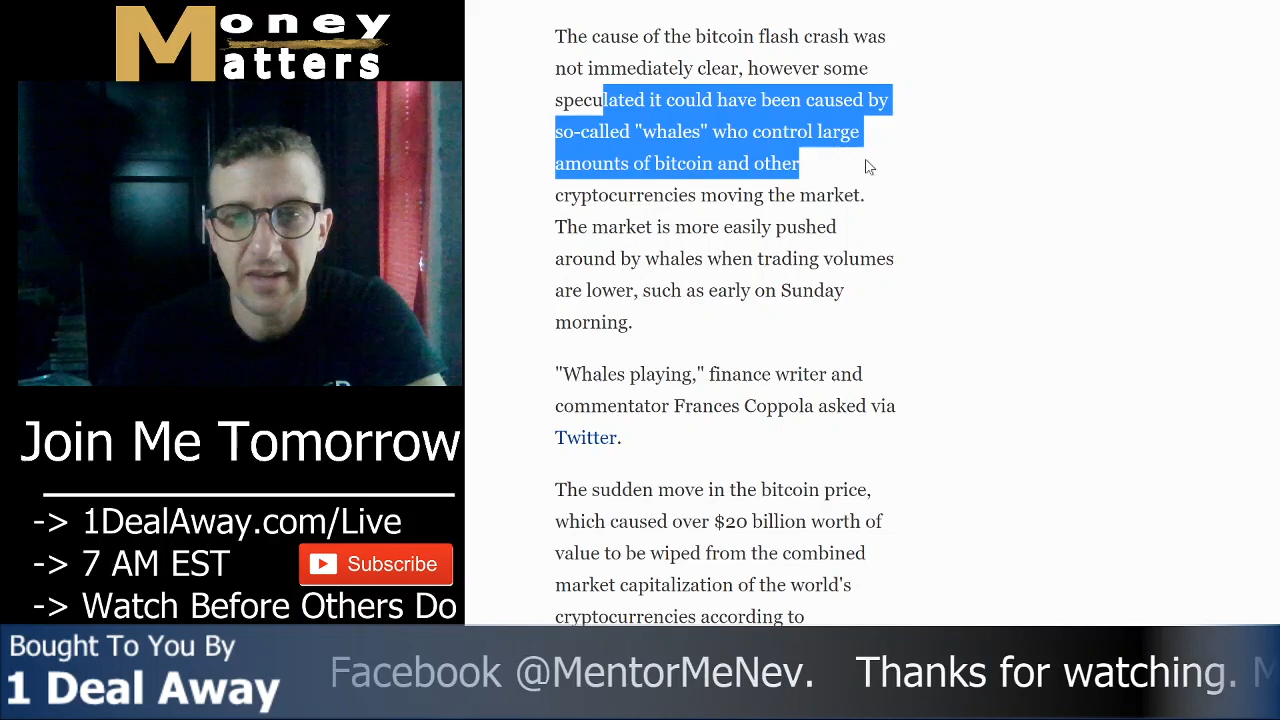 Money
Matters
Join Me Tomorrow
-> 1DealAway.com/Live
-> 7 AM EST
Subscribe
-> Watch Before Others Do
The cause of the bitcoin flash crash was
not immediately clear, however some
speculated it could have been caused by
so-called "whales" who control large
amounts of bitcoin and other
cryptocurrencies moving the market.
The market is more easily pushed
around by whales when trading volumes
are lower, such as early on Sunday
morning.
"Whales playing," finance writer and
commentator Frances Coppola asked via
Twitter.
The sudden move in the bitcoin price,
which caused over $20 billion worth of
value to be wiped from the combined
market capitalization of the world's
cryptocurrencies according to
Bought To You By
1 Deal Away
Facebook @MentorMeNev. Thanks for watching. M